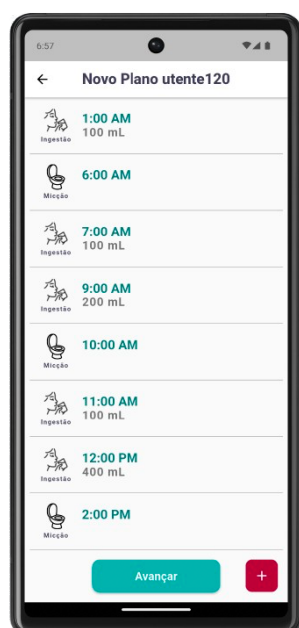 6:57
Novo Plano utente120
1:00 AM
100 mL
Ingestão
6:00 AM
Micção
7:00 AM
100 mL
Ingestão
9:00 AM
200 mL
Ingestão
10:00 AM
Micção
11:00 AM
100 mL
Ingestão
12:00 PM
400 mL
Ingestão
2:00 PM
Micção
Avançar
+